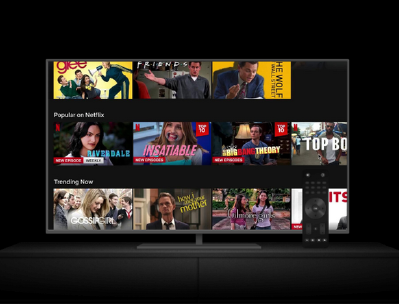 glee
FRIENDS
THE WOLF
OF WALL STREET
Popular on Netflix
N
TOP
10
TOP
10
RIVERDALE
INSATIABLE
THE BIG BANG THEORY
TOP BO
NEW EPISODE
WEEKLY
NEW EPISODES
NEW EPISODES
Trending Now
GOSSIP GIRL
how i met your
mother
Gilmore girls
ITS